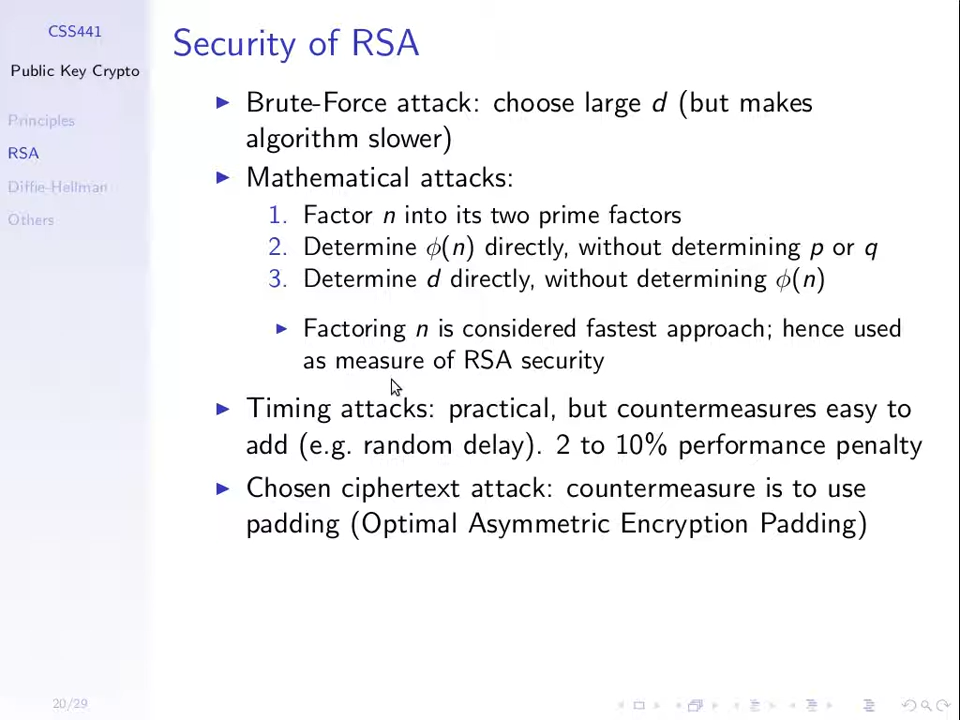 CSS441
Public Key Crypto
Principles
RSA
Diffie-Hellman
Others
Security of RSA
Brute-Force attack: choose large d (but makes
algorithm slower)
Mathematical attacks:
1. Factor n into its two prime factors
2. Determine ϕ(n) directly, without determining p or q
3. Determine d directly, without determining ϕ(n)
Factoring n is considered fastest approach; hence used
as measure of RSA security
Timing attacks: practical, but countermeasures easy to
add (e.g. random delay). 2 to 10% performance penalty
Chosen ciphertext attack: countermeasure is to use
padding (Optimal Asymmetric Encryption Padding)
20/29